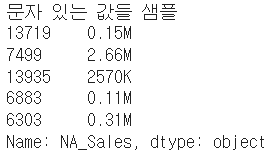 문자 있는 값들 샘플
13719    0.15M
7499     2.66M
13935    2570K
6883     0.11M
6303     0.31M
Name: NA_Sales, dtype: object